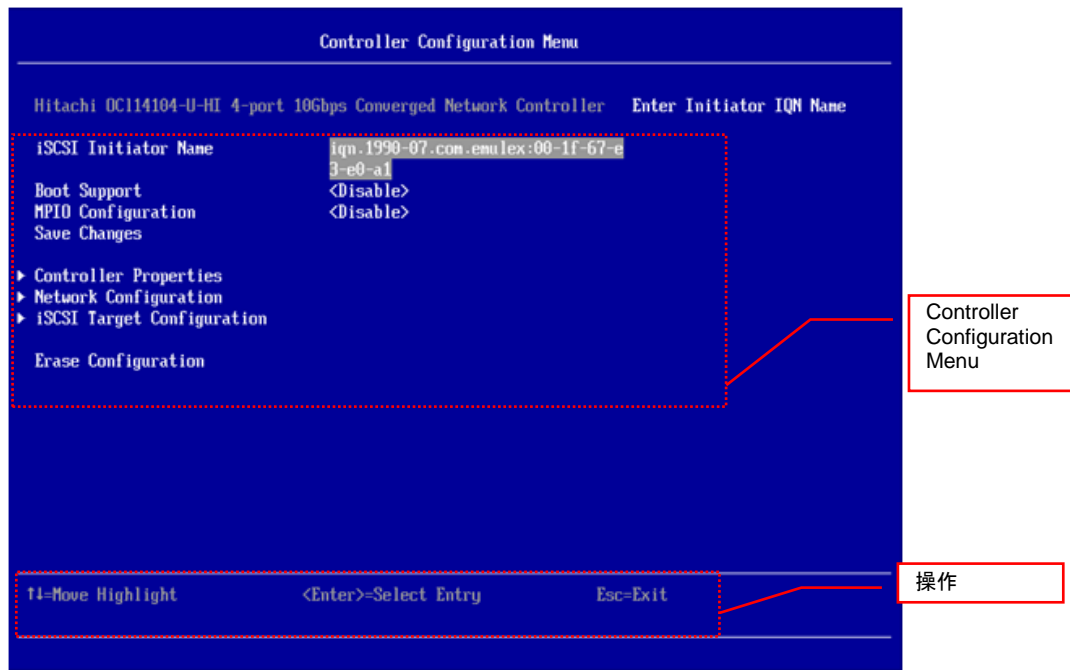 Controller Configuration Menu
Hitachi OCl14104-U-HI 4-port 10Gbps Converged Network Controller Enter Initiator IQN Name
iSCSI Initiator Name iqn.1990-07.com.emulex:00-1f-67-e
3-e0-a1
Boot Support <Disable>
MPIO Configuration <Disable>
Save Changes
▶ Controller Properties
▶ Network Configuration
▶ iSCSI Target Configuration
Erase Configuration
Controller
Configuration
Menu
↑↓=Move Highlight <Enter>=Select Entry Esc=Exit
操作